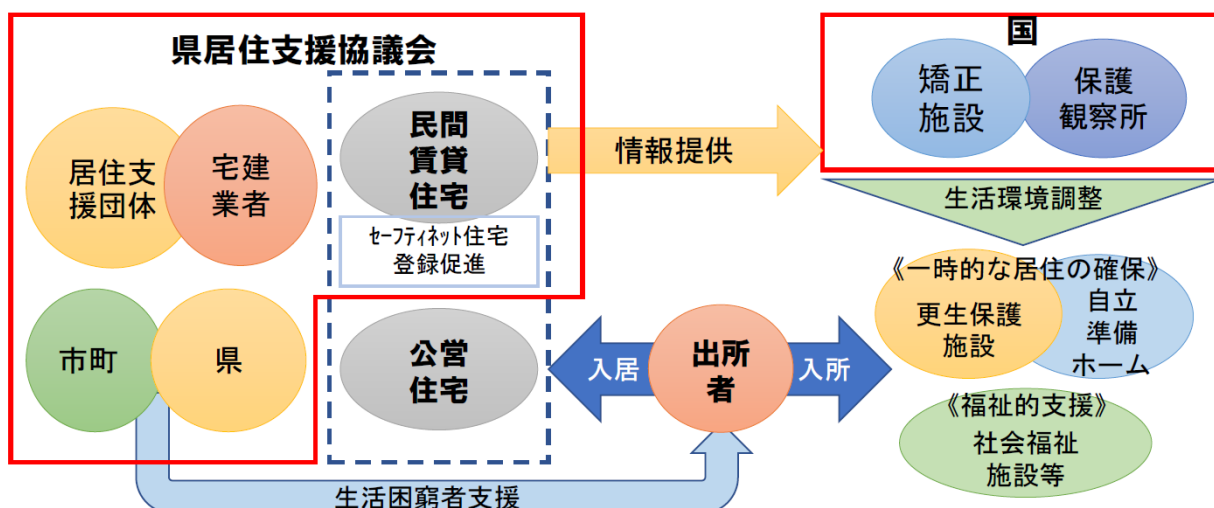 県居住支援協議会
居住支
援団体
宅建
業者
民間
賃貸
住宅
ｾｰﾌﾃｨﾈｯﾄ住宅
登録促進
市町
県
公営
住宅
情報提供
国
矯正
施設
保護
観察所
生活環境調整
《一時的な居住の確保》
更生保護
施設
自立
準備
ホーム
入居
出所
者
入所
《福祉的支援》
社会福祉
施設等
生活困窮者支援